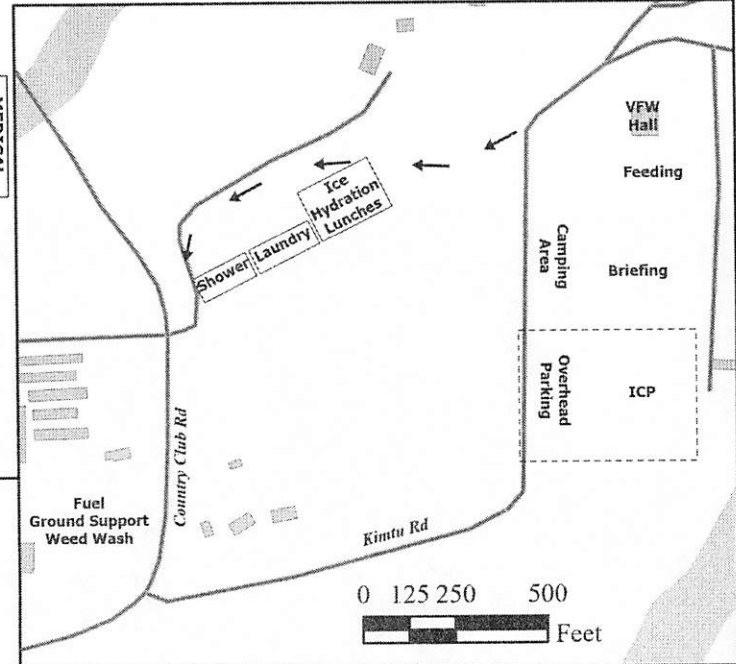 MEDICAL
VFW
Hall
Feeding
Ice
Hydration
Lunches
Laundry
Shower
Camping
Area
Briefing
Overhead
Parking
ICP
Country Club Rd
Fuel
Ground Support
Weed Wash
Kimtu Rd
0 125 250 500
Feet